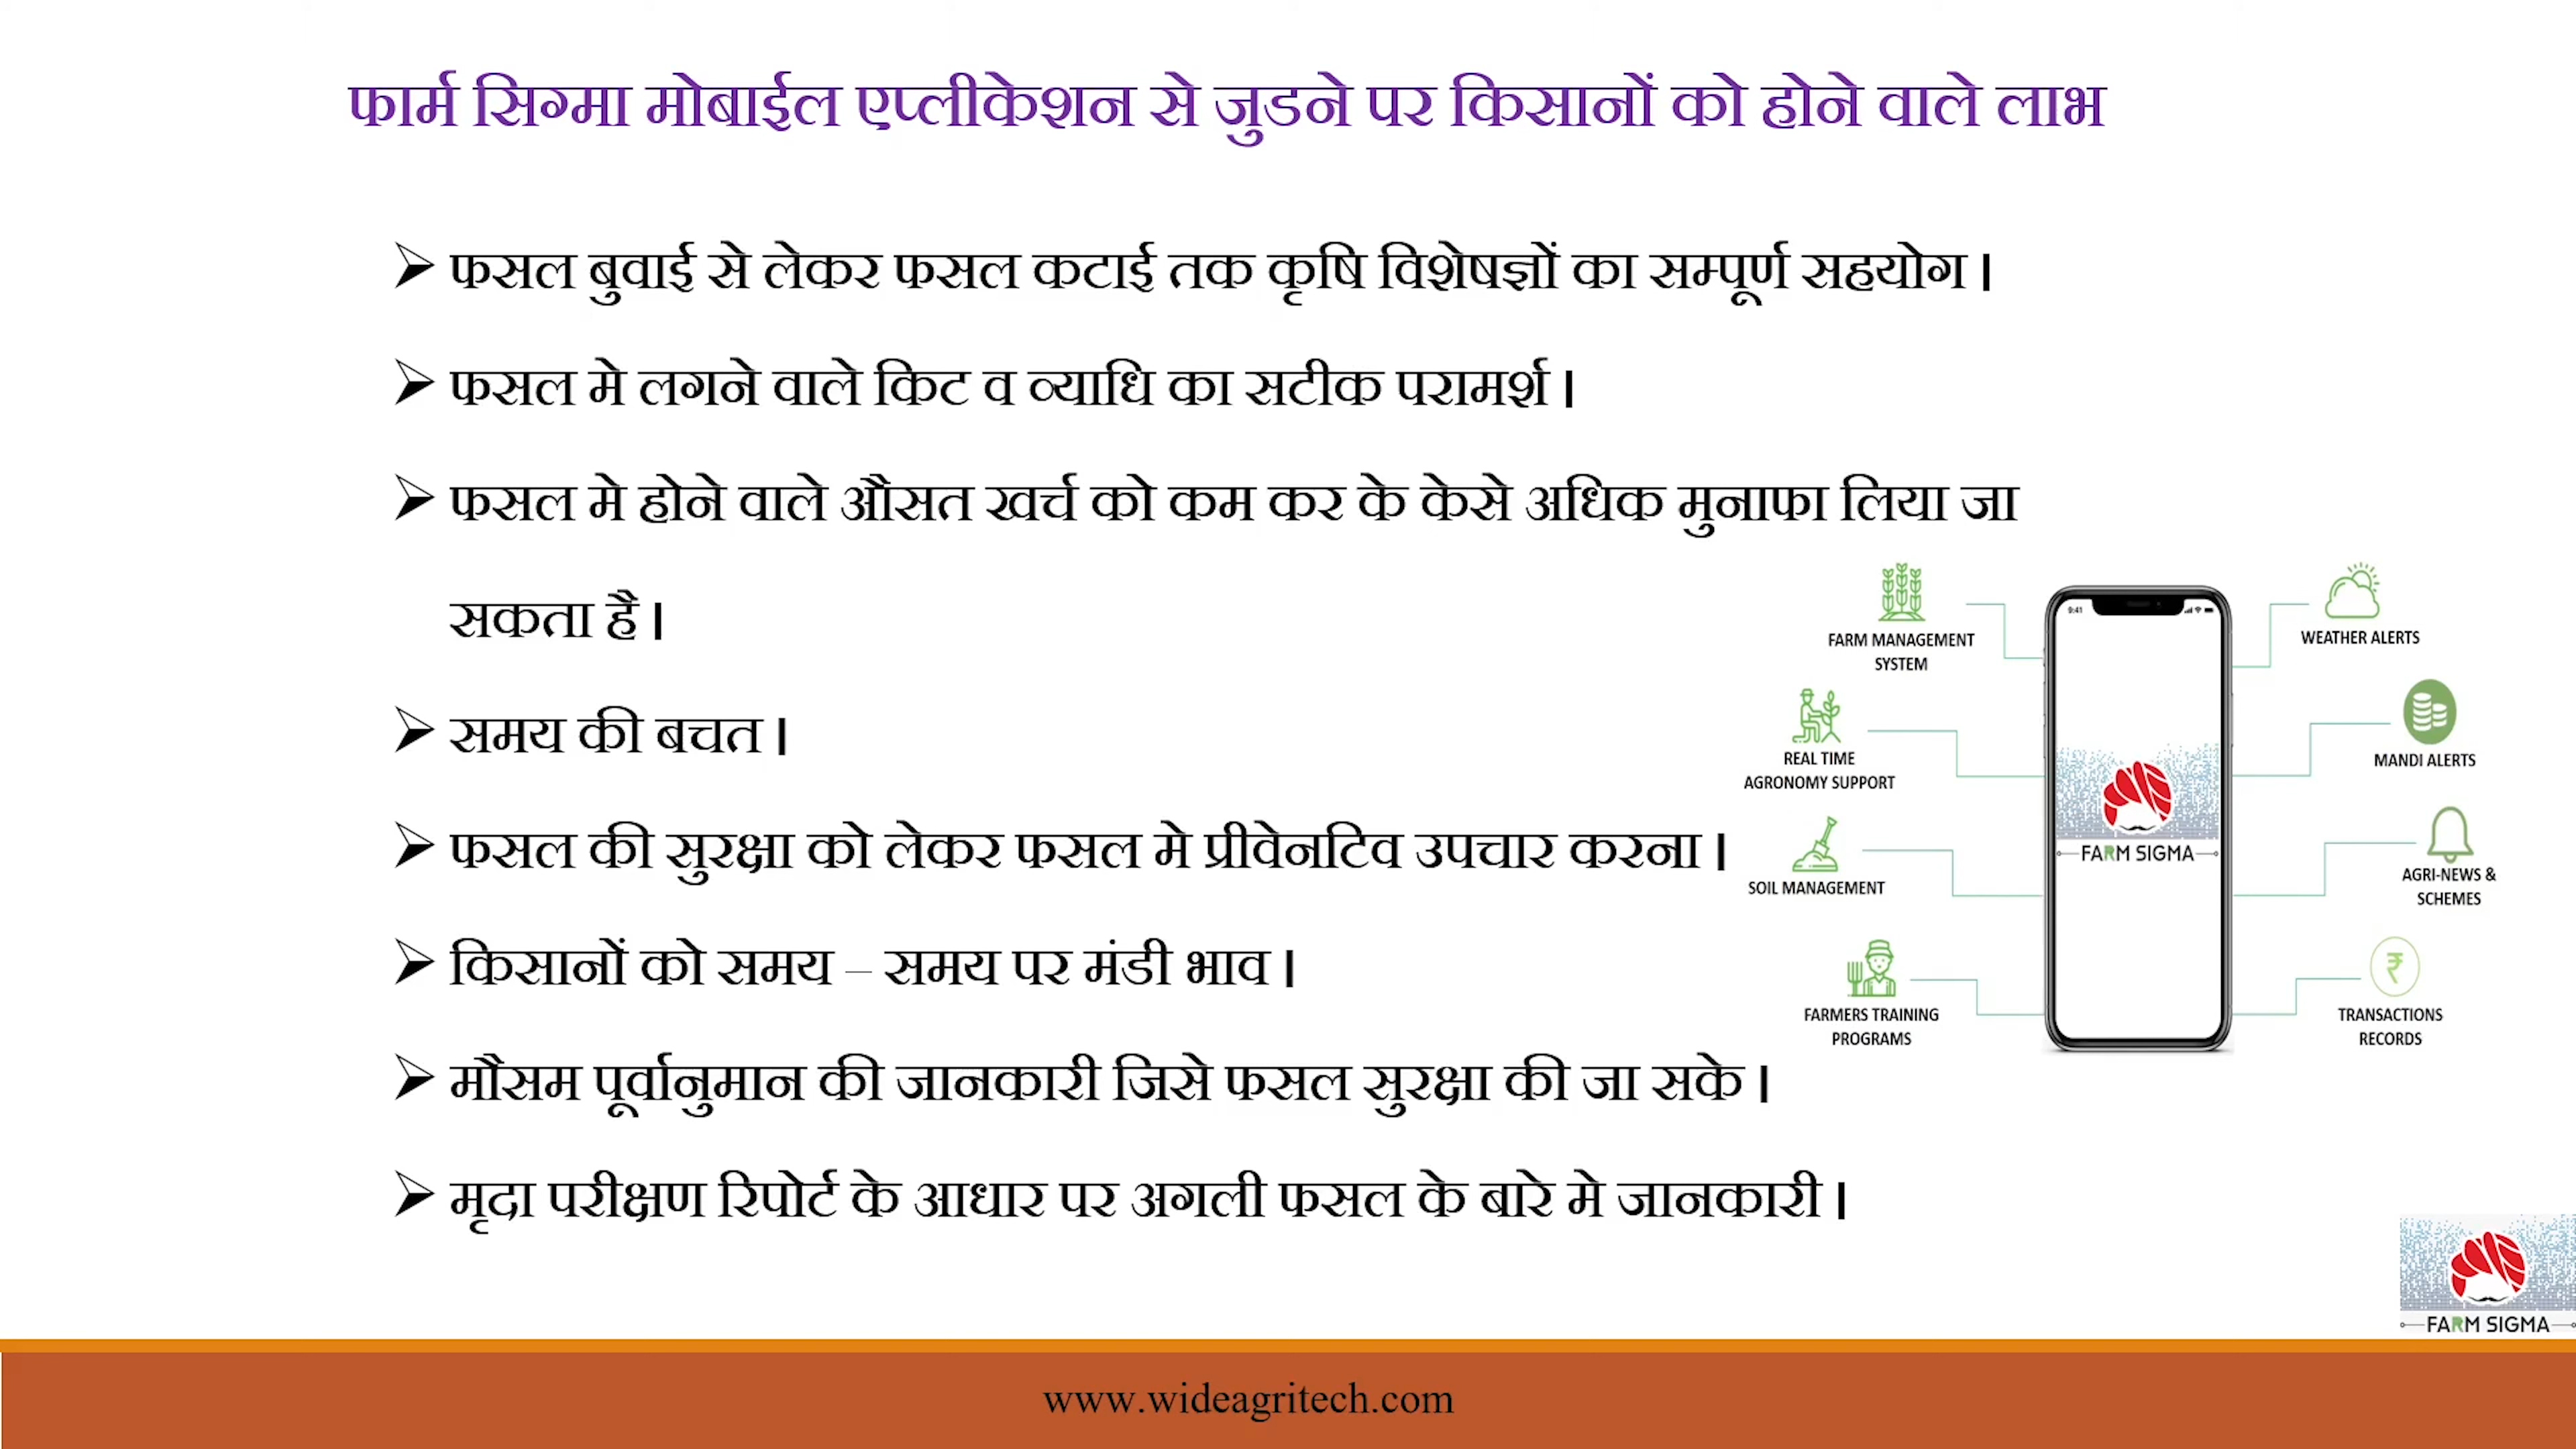 फार्म सिग्मा मोबाईल एप्लीकेशन से जुडने पर किसानों को होने वाले लाभ
➢ फसल बुवाई से लेकर फसल कटाई तक कृषि विशेषज्ञों का सम्पूर्ण सहयोग।
➢ फसल मे लगने वाले किट व व्याधि का सटीक परामर्श।
➢ फसल मे होने वाले औसत खर्च को कम कर के केसे अधिक मुनाफा लिया जा
सकता है।
➢ समय की बचत।
➢ फसल की सुरक्षा को लेकर फसल मे प्रीवेनटिव उपचार करना।
➢ किसानों को समय – समय पर मंडी भाव।
➢ मौसम पूर्वानुमान की जानकारी जिसे फसल सुरक्षा की जा सके।
➢ मृदा परीक्षण रिपोर्ट के आधार पर अगली फसल के बारे मे जानकारी।
FARM MANAGEMENT
SYSTEM
REAL TIME
AGRONOMY SUPPORT
SOIL MANAGEMENT
FARMERS TRAINING
PROGRAMS
9:41
FARM SIGMA
WEATHER ALERTS
MANDI ALERTS
AGRI-NEWS &
SCHEMES
₹
TRANSACTIONS
RECORDS
FARM SIGMA
www.wideagritech.com